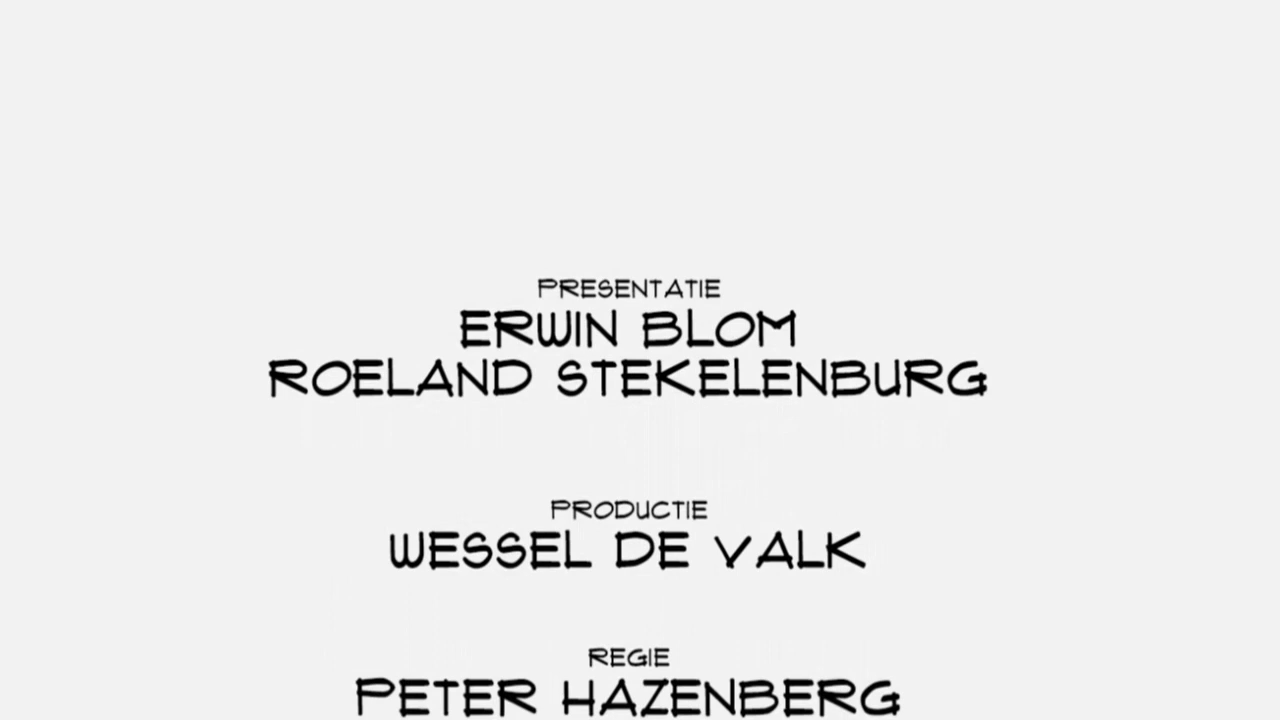 PRESENTATIE
ERWIN BLOM
ROELAND STEKELENBURG
PRODUCTIE
WESSEL DE VALK
REGIE
PETER HAZENBERG